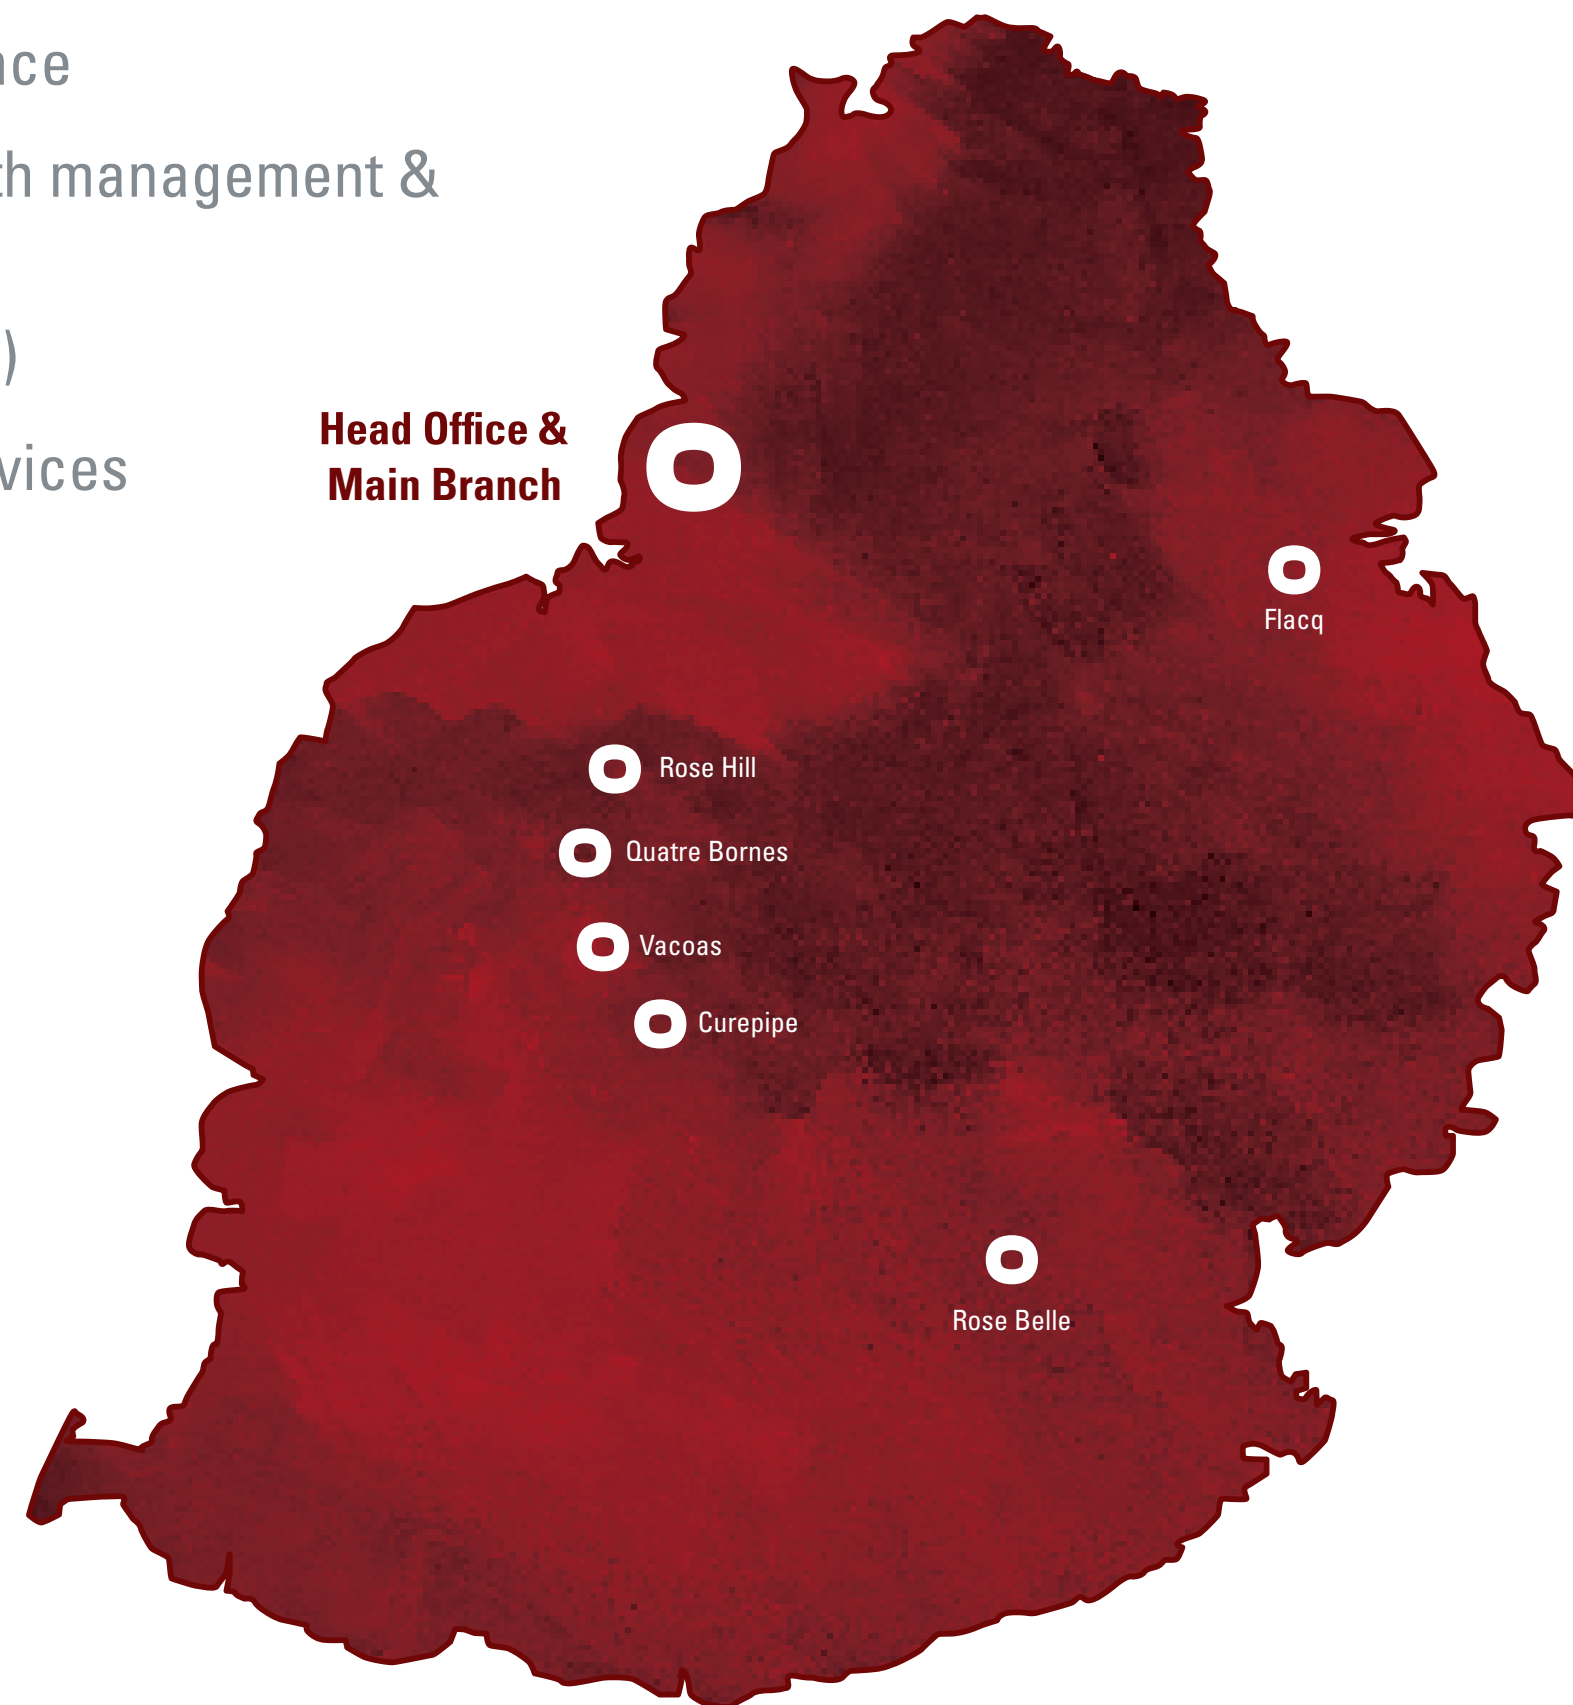 nce
th management &
)
vices
Head Office &
Main Branch
Flacq
Rose Hill
Quatre Bornes
Vacoas
Curepipe
Rose Belle